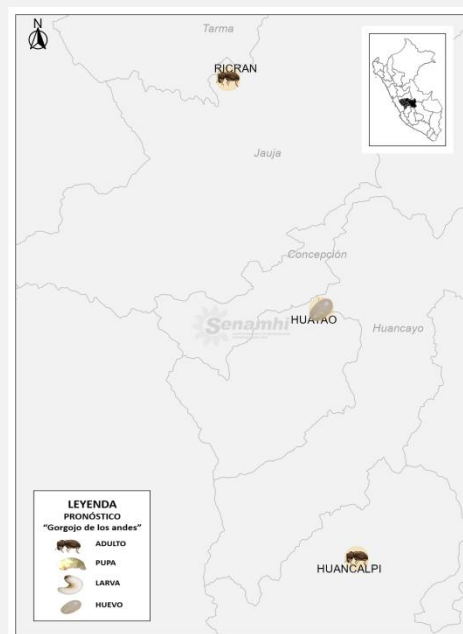 N
Tarma
RICRAN
Jauja
Concepción
Senamhi
HUAYAO
Huancayo
HUANCALPI
LEYENDA
PRONÓSTICO
"Gorgojo de los andes"
ADULTO
PUPA
LARVA
HUEVO